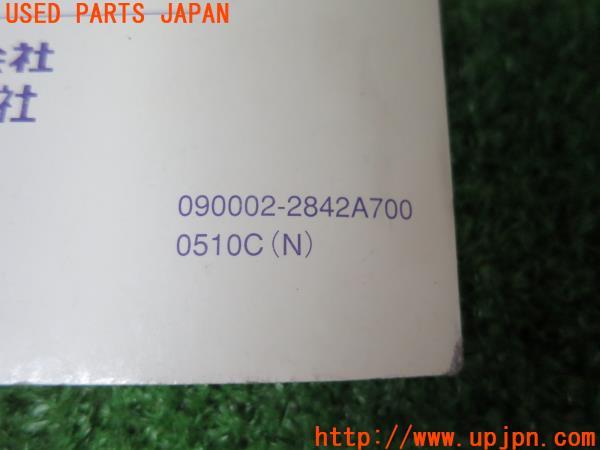 USED PARTS JAPAN
会社
社
090002-2842A700
0510C(N)
http://www.upjpn.com/